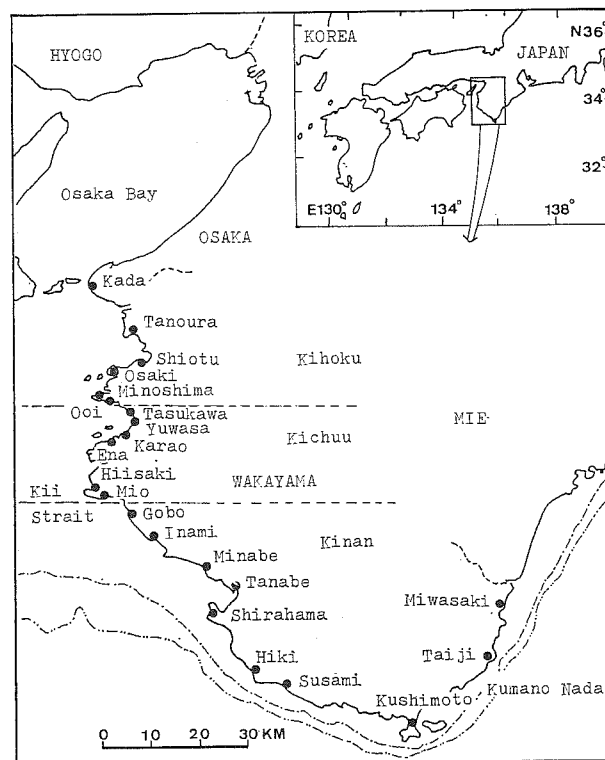 HYOGO
Osaka Bay
OSAKA
Kada
Tanoura
Shiotu
Osaki
Kihoku
Minoshima
Ooi
Tasukawa
Yuwasa
MIE
Karao
Kichuu
Ena
Hiisaki
WAKAYAMA
Kii
Mio
Strait
Gobo
Inami
Kinan
Minabe
Tanabe
Miwasaki
Shirahama
Taiji
Hiki
Susami
Kumano Nada
Kushimoto
0 10 20 30 KM
KOREA
N36°
JAPAN
34°
32°
E130°
134°
138°